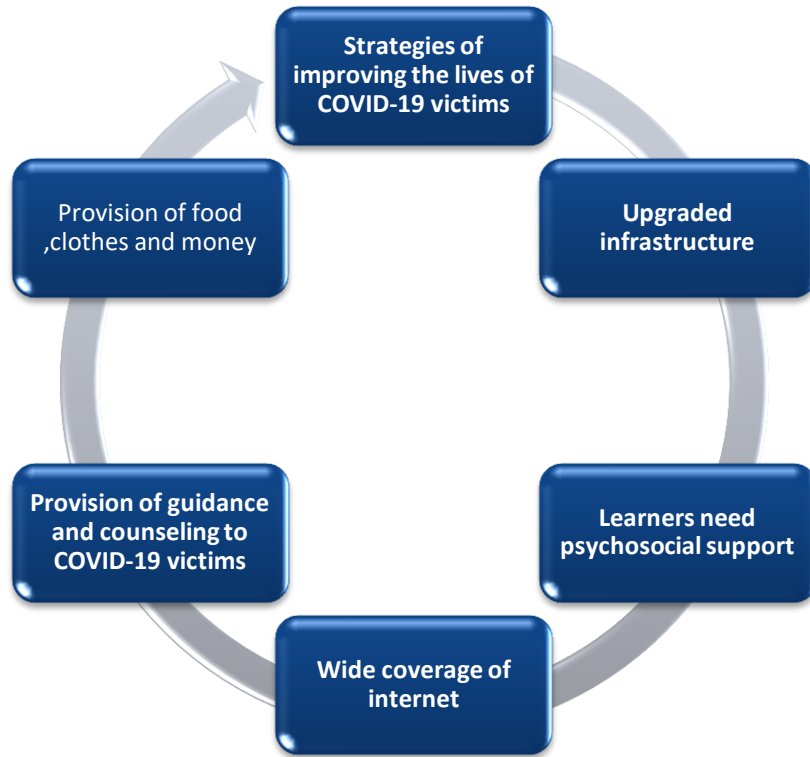 Strategies of
improving the lives of
COVID-19 victims
Upgraded
infrastructure
Learners need
psychosocial support
Wide coverage of
internet
Provision of guidance
and counseling to
COVID-19 victims
Provision of food
,clothes and money